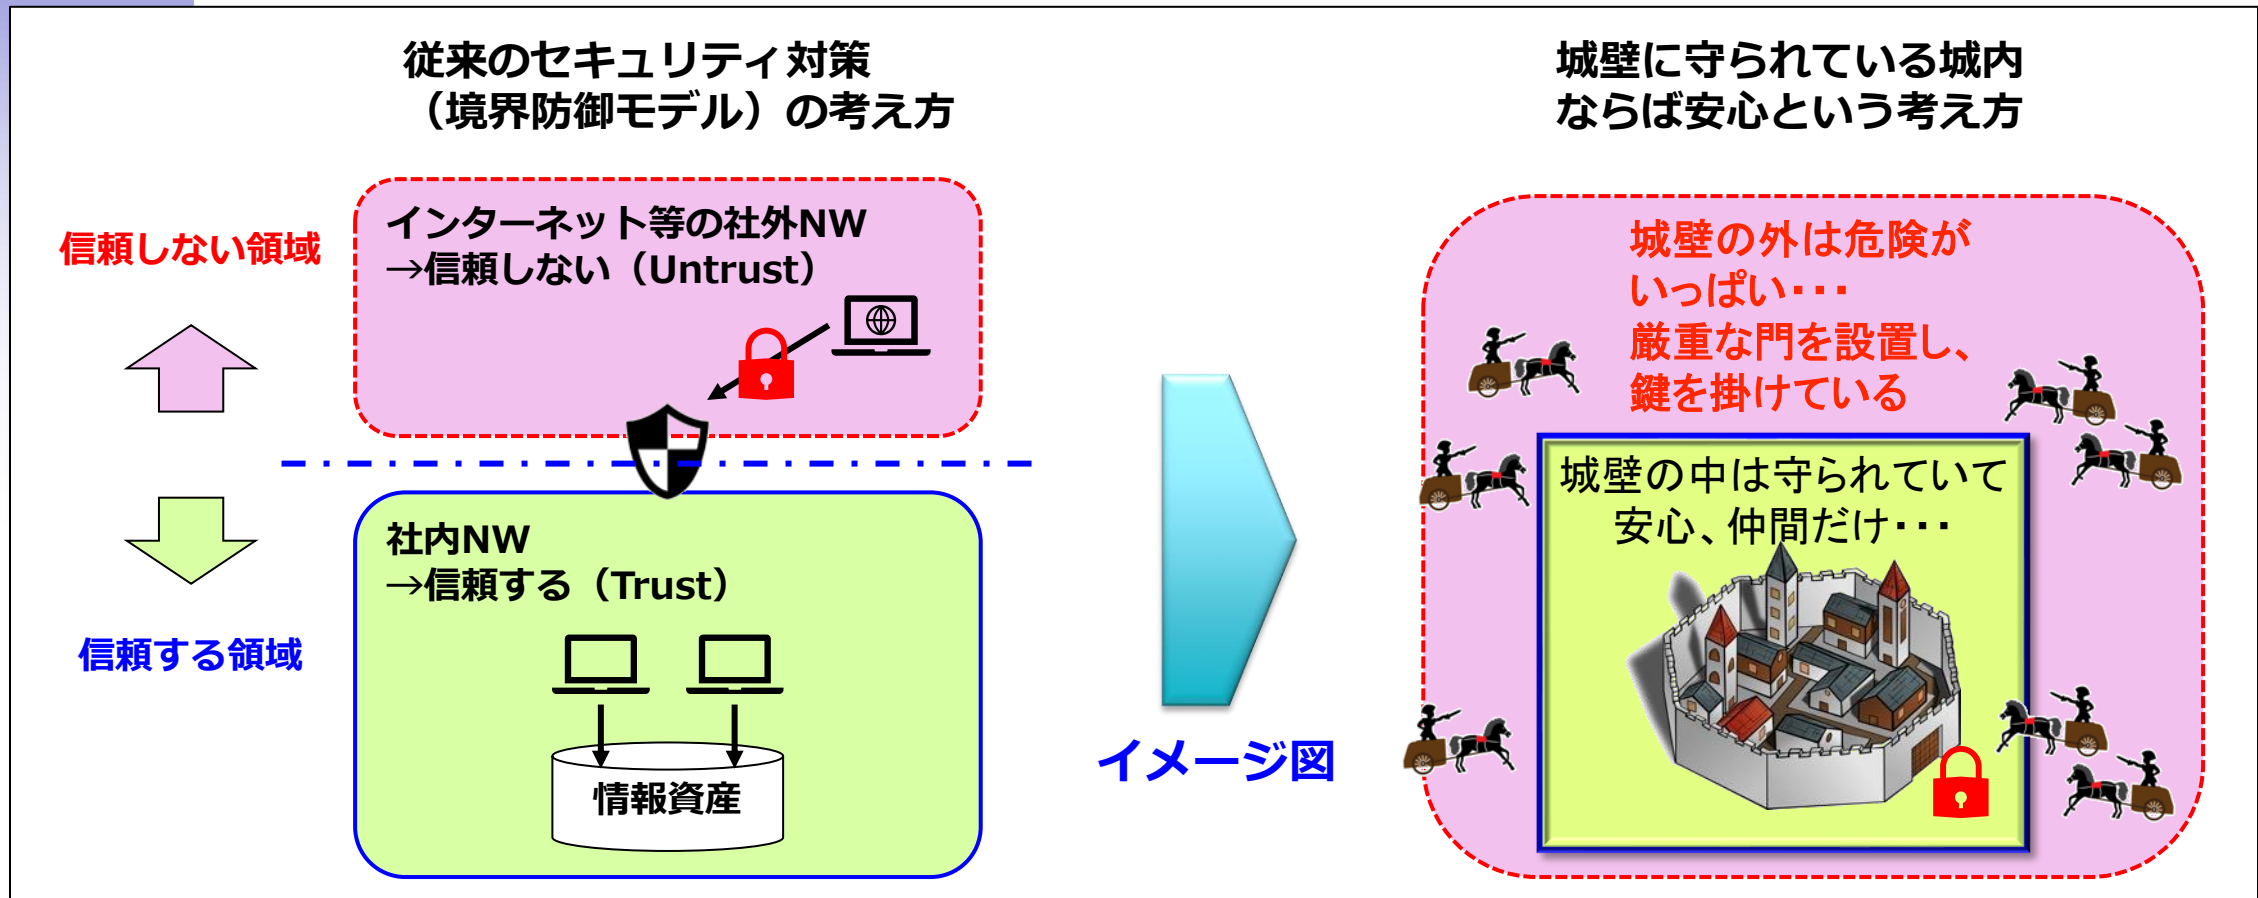 従来のセキュリティ対策
（境界防御モデル）の考え方
信頼しない領域
インターネット等の社外NW
→信頼しない（Untrust）
社内NW
→信頼する（Trust）
信頼する領域
情報資産
イメージ図
城壁に守られている城内
ならば安心という考え方
城壁の外は危険が
いっぱい・・・
厳重な門を設置し、
鍵を掛けている
城壁の中は守られていて
安心、仲間だけ・・・